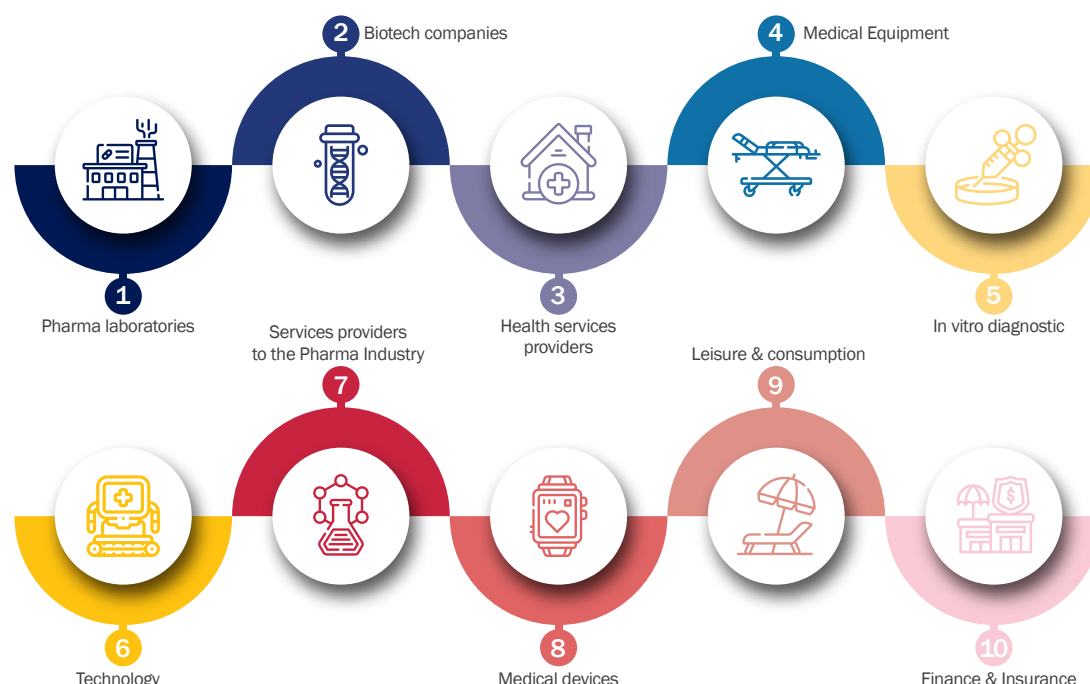 2 Biotech companies
4 Medical Equipment
1
Pharma laboratories
3
Health services
providers
5
In vitro diagnostic
Services providers
to the Pharma Industry
7
Leisure & consumption
9
6
Technology
8
Medical devices
10
Finance & Insurance
$